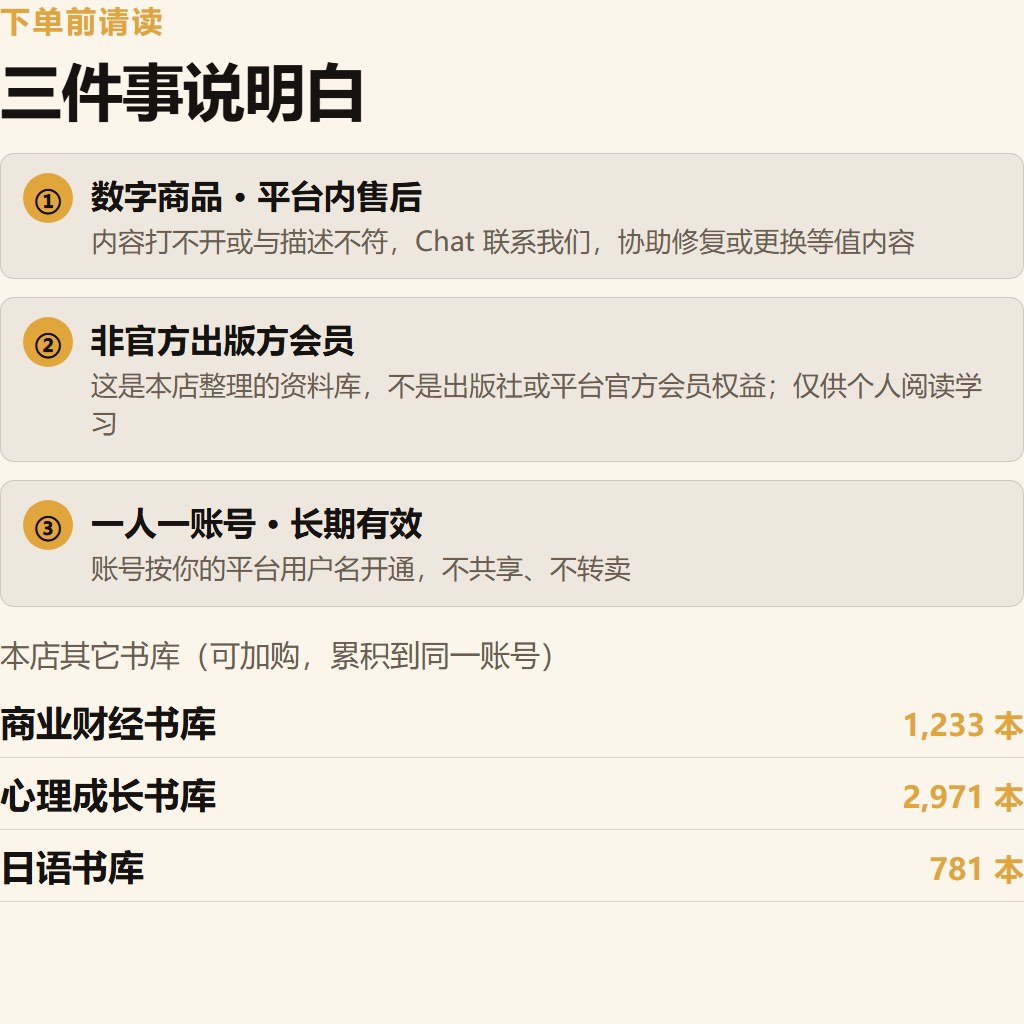 下单前请读
三件事说明白
① 数字商品·平台内售后
内容打不开或与描述不符，Chat 联系我们，协助修复或更换等值内容
② 非官方出版方会员
这是本店整理的资料库，不是出版社或平台官方会员权益；仅供个人阅读学
习
③ 一人一账号·长期有效
账号按你的平台用户名开通，不共享、不转卖
本店其它书库（可加购，累积到同一账号）
商业财经书库 1,233 本
心理成长书库 2,971 本
日语书库 781 本